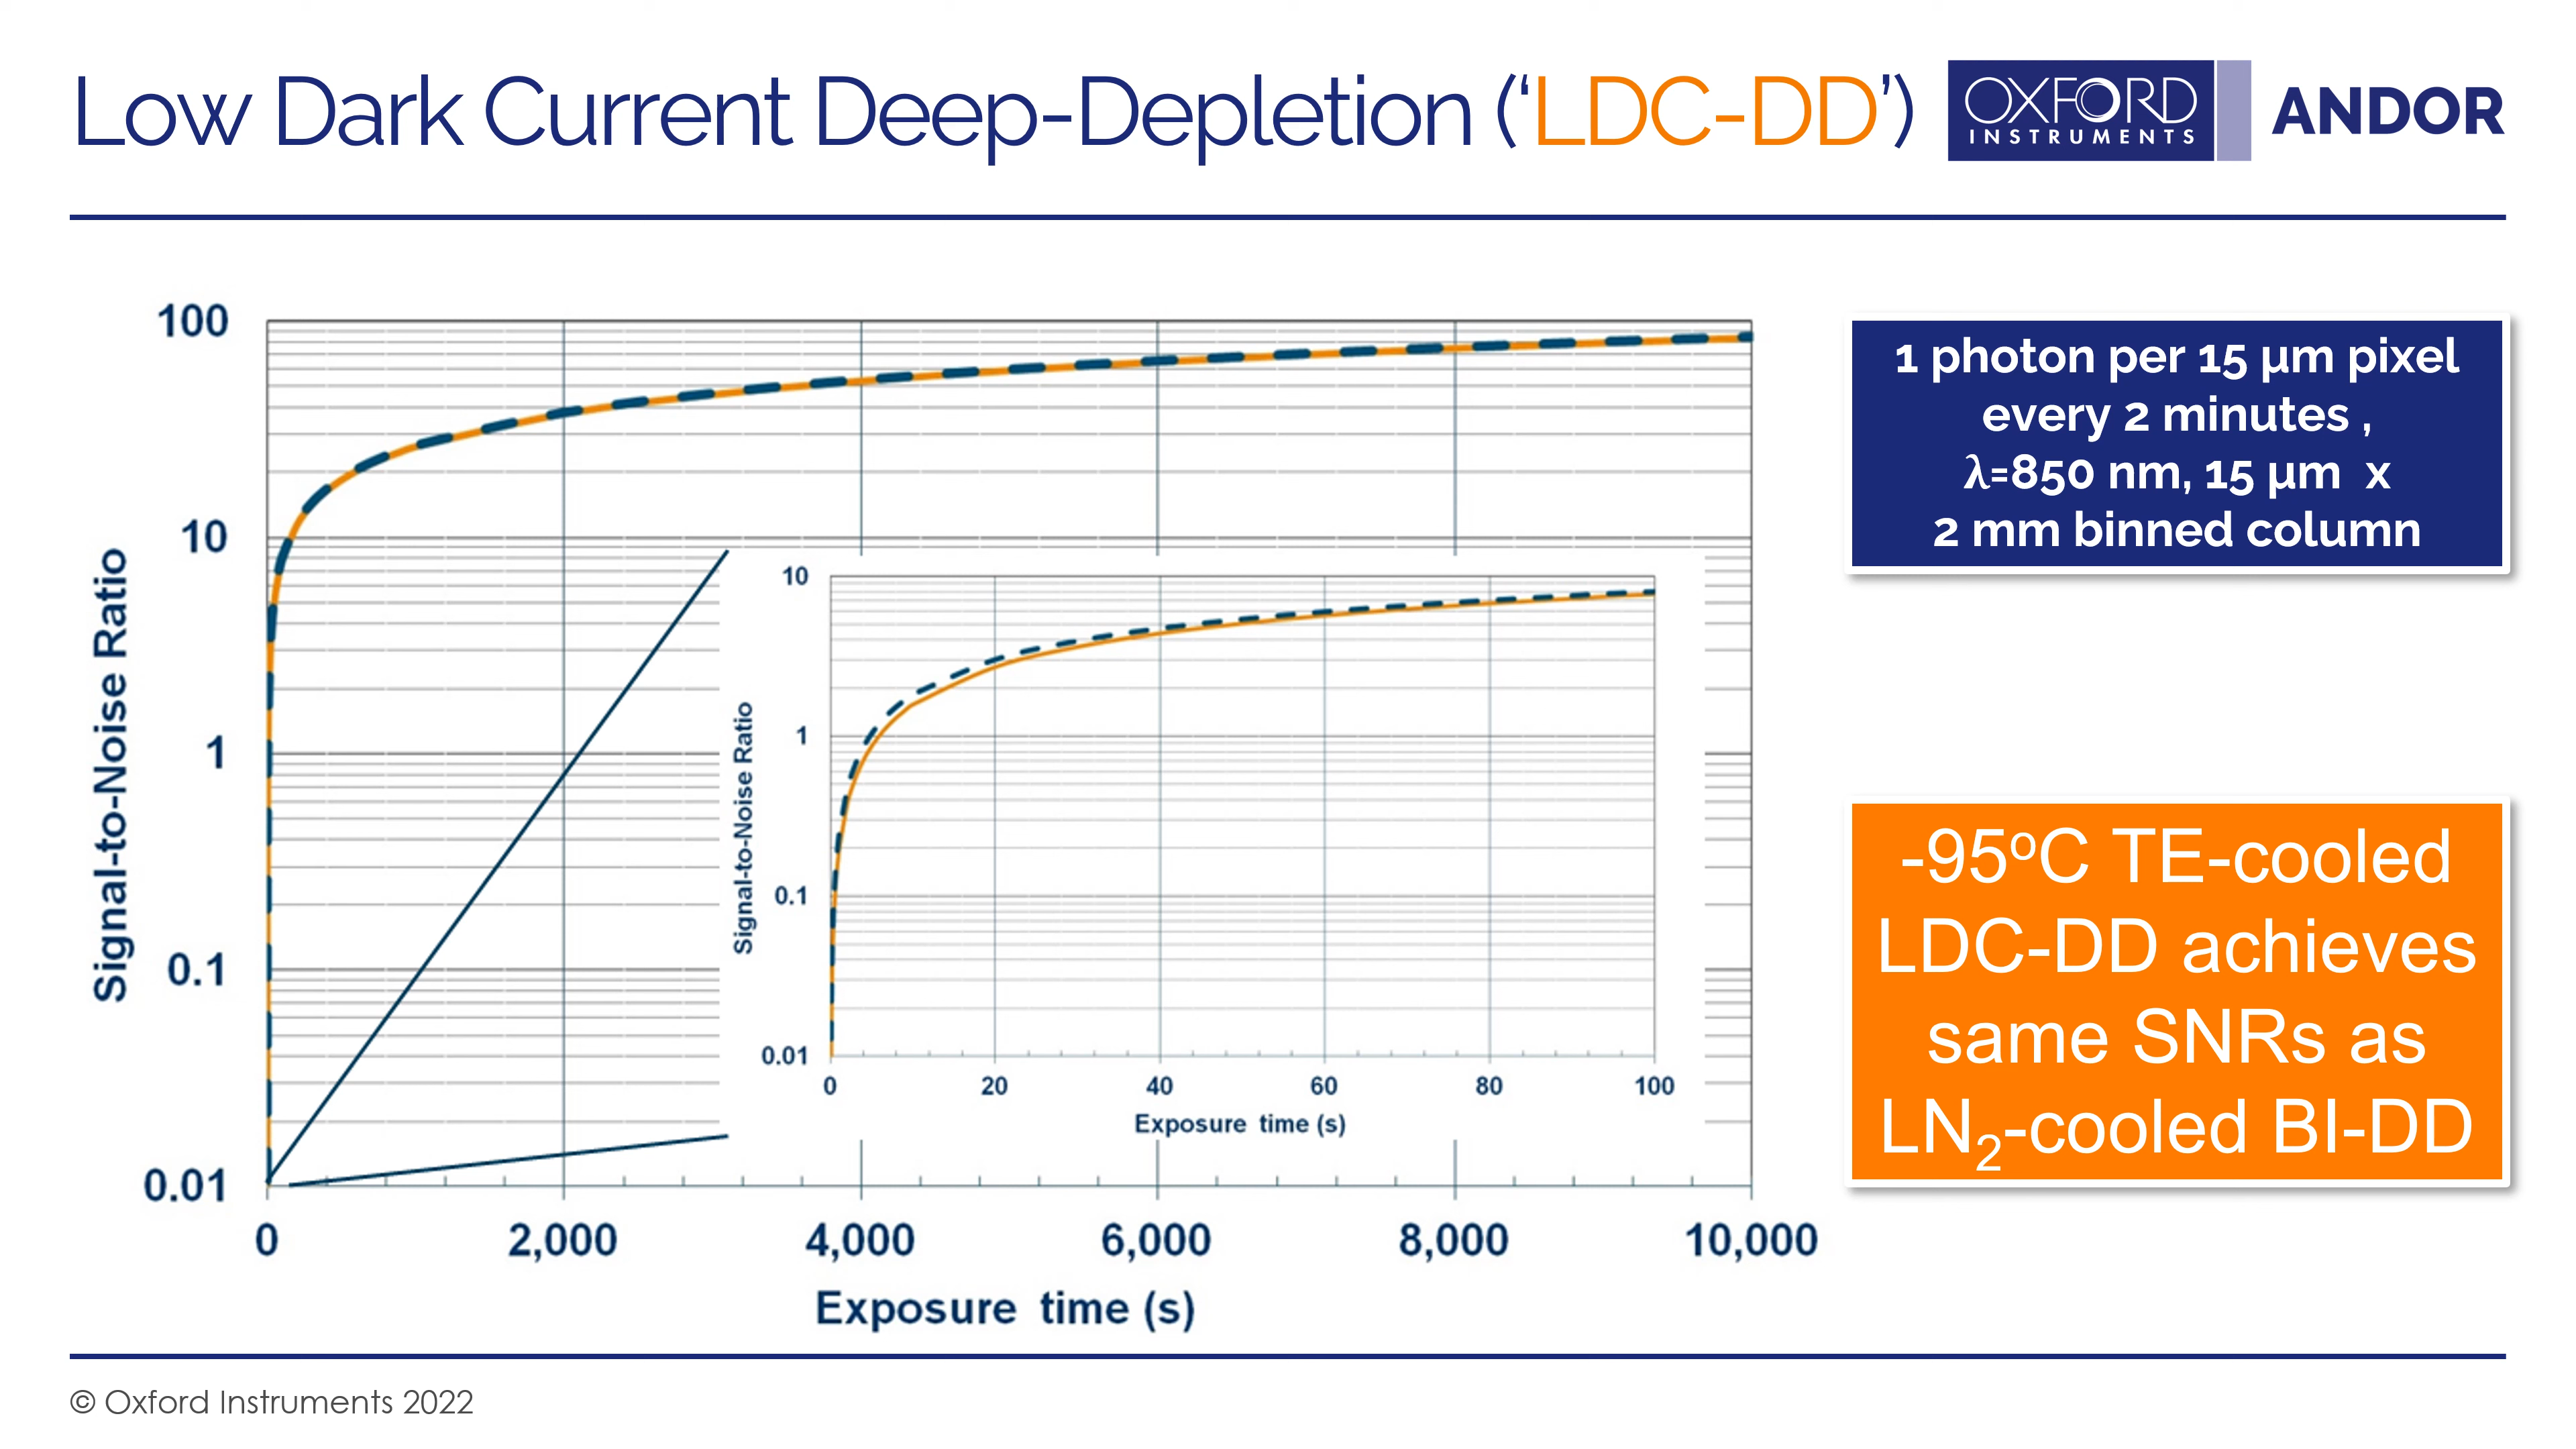 Low Dark Current Deep-Depletion (‘LDC-DD’)
OXFORD
INSTRUMENTS
ANDOR
100
10
1
0.1
0.01
Signal-to-Noise Ratio
0
2,000
4,000
6,000
8,000
10,000
Exposure time (s)
10
1
0.1
0.01
Signal-to-Noise Ratio
0
20
40
60
80
100
Exposure time (s)
1 photon per 15 µm pixel
every 2 minutes ,
λ=850 nm, 15 µm x
2 mm binned column
-95ºC TE-cooled
LDC-DD achieves
same SNRs as
LN₂-cooled BI-DD
© Oxford Instruments 2022